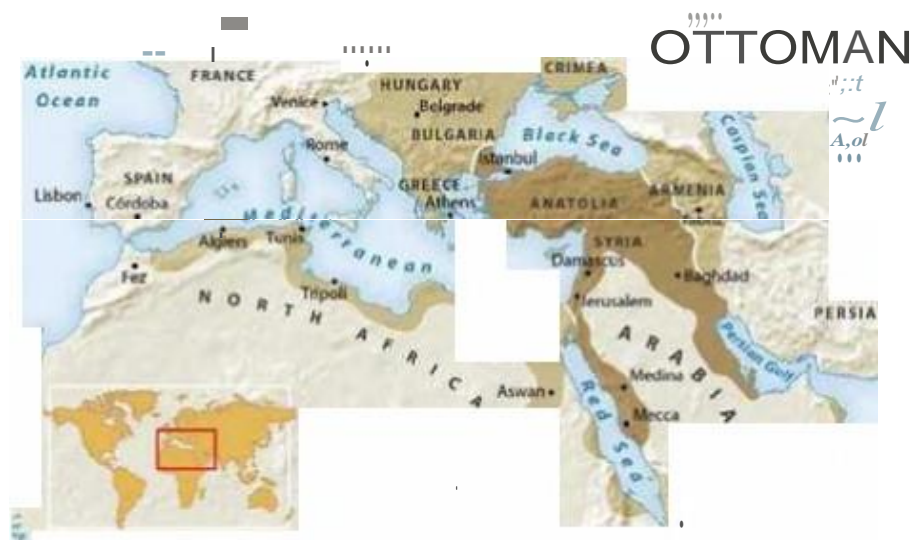 OTTOMAN
Atlantic
Ocean
FRANCE
CRIMEA
HUNGARY
Venice
Belgrade
BULGARIA
Black Sea
Caspian Sea
A,ol
Rome
Istanbul
SPAIN
GREECE
ARMENIA
Lisbon
Córdoba
Athens
ANATOLIA
Mediterranean
Algiers
Tunis
SYRIA
Damascus
Fez
Baghdad
Tripoli
NORTH AFRICA
Jerusalem
PERSIA
ARABIA
Persian Gulf
Medina
Aswan
Red Sea
Mecca